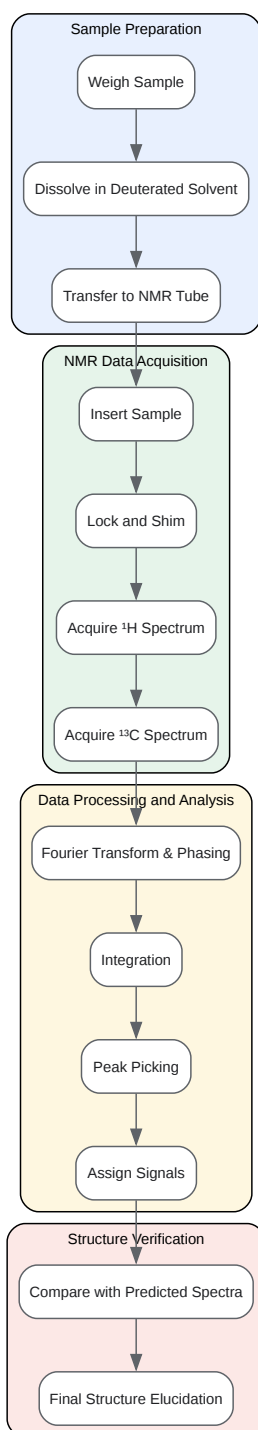 Sample Preparation
Weigh Sample
Dissolve in Deuterated Solvent
Transfer to NMR Tube
NMR Data Acquisition
Insert Sample
Lock and Shim
Acquire ¹H Spectrum
Acquire ¹³C Spectrum
Data Processing and Analysis
Fourier Transform & Phasing
Integration
Peak Picking
Assign Signals
Structure Verification
Compare with Predicted Spectra
Final Structure Elucidation